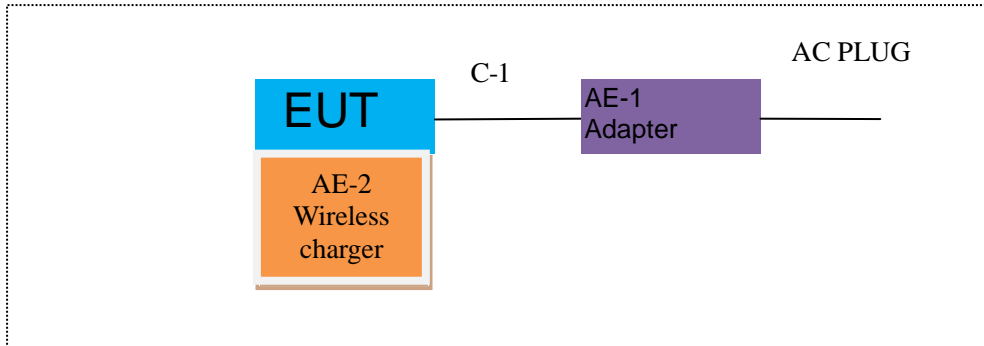 AC PLUG
C-1
EUT
AE-1
Adapter
AE-2
Wireless
charger